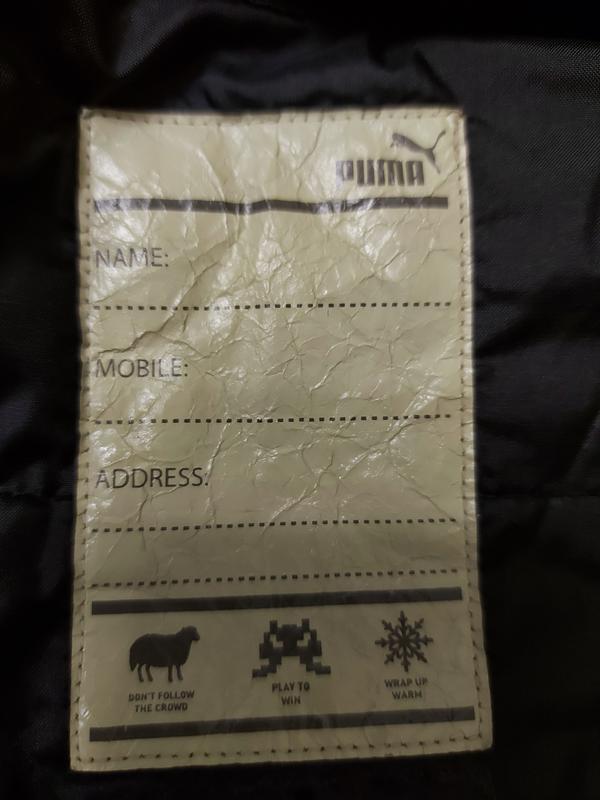 PUMA
NAME:
MOBILE:
ADDRESS:
DON'T FOLLOW
THE CROWD
PLAY TO
WIN
WRAP UP
WARM